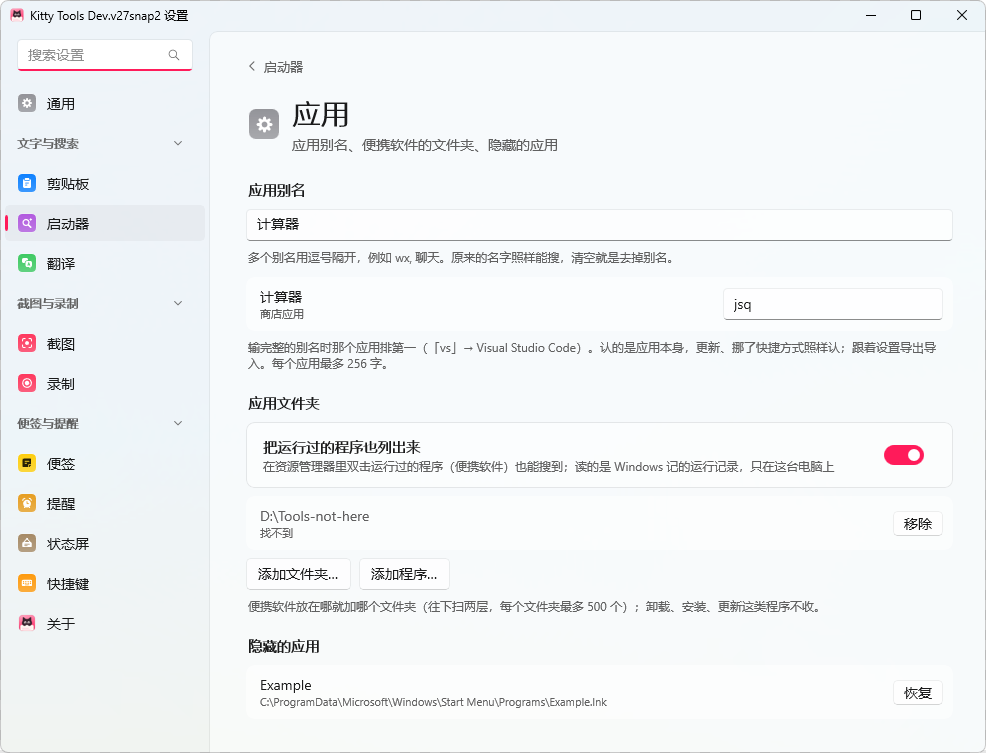 Kitty Tools Dev.v27snap2 设置
搜索设置
通用
文字与搜索
剪贴板
启动器
翻译
截图与录制
截图
录制
便签与提醒
便签
提醒
状态屏
快捷键
关于
启动器
应用
应用别名、便携软件的文件夹、隐藏的应用
应用别名
计算器
多个别名用逗号隔开，例如 wx, 聊天。原来的名字照样能搜，清空就是去掉别名。
计算器
商店应用
jsq
输完整的别名时那个应用排第一（「vs」→ Visual Studio Code）。认的是应用本身，更新、挪了快捷方式照样认；跟着设置导出导
入。每个应用最多 256 字。
应用文件夹
把运行过的程序也列出来
在资源管理器里双击运行过的程序（便携软件）也能搜到；读的是 Windows 记的运行记录，只在这台电脑上
D:\Tools-not-here
找不到
移除
添加文件夹...
添加程序...
便携软件放在哪就加哪个文件夹（往下扫两层，每个文件夹最多 500 个）；卸载、安装、更新这类程序不收。
隐藏的应用
Example
C:\ProgramData\Microsoft\Windows\Start Menu\Programs\Example.lnk
恢复